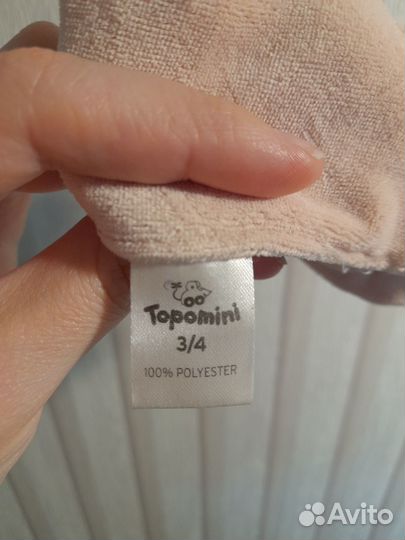 Topomini
3/4
100% POLYESTER
Avito